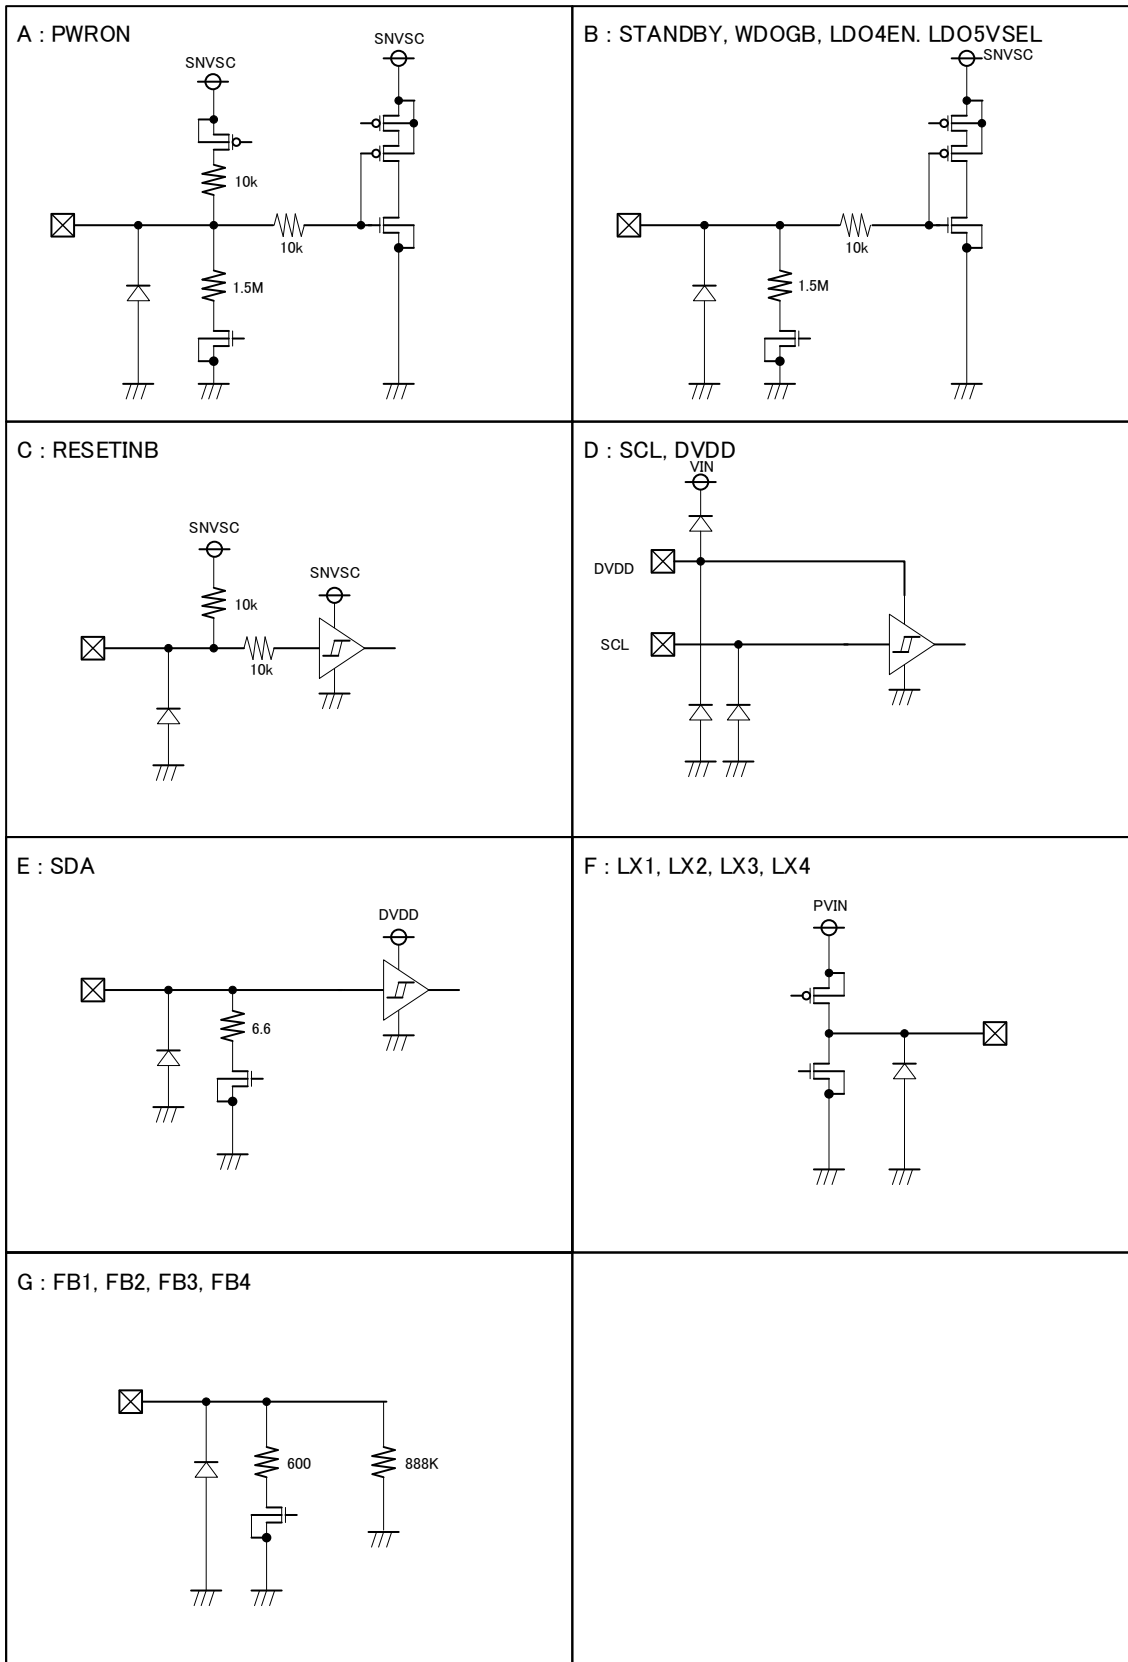 A : PWRON
SNVSC
SNVSC
10k
10k
1.5M
B : STANDBY, WDOGB, LDO4EN. LDO5VSEL
SNVSC
10k
1.5M
C : RESETINB
SNVSC
SNVSC
10k
10k
D : SCL, DVDD
VIN
DVDD
SCL
E : SDA
DVDD
6.6
F : LX1, LX2, LX3, LX4
PVIN
G : FB1, FB2, FB3, FB4
600
888K